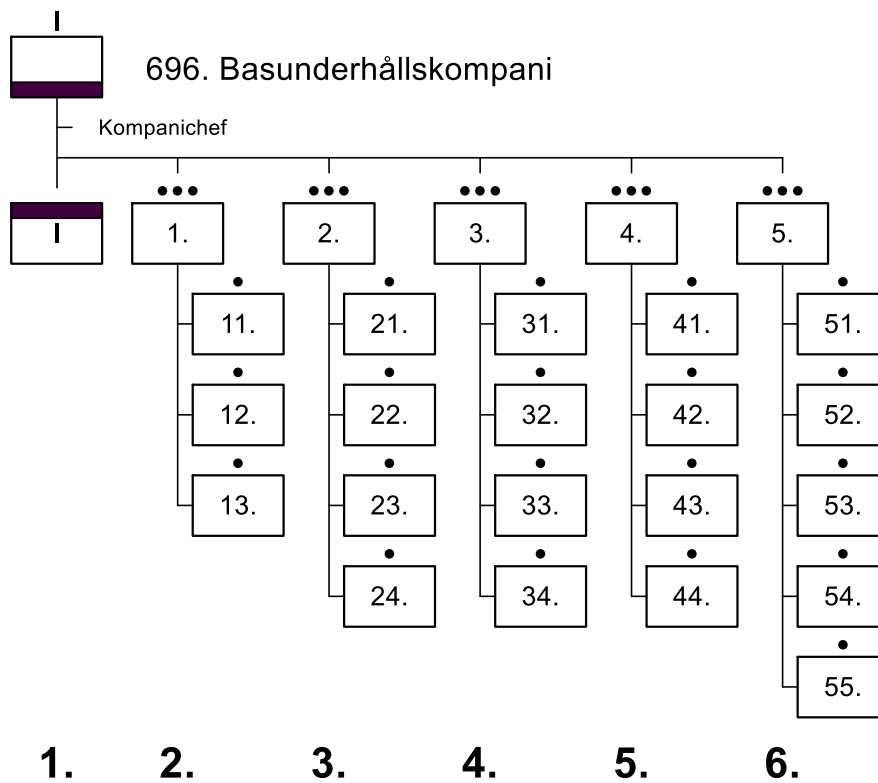 I
696. Basunderhållskompani
Kompanichef
I
1. 2. 3. 4. 5.
11. 21. 31. 41. 51.
12. 22. 32. 42. 52.
13. 23. 33. 43. 53.
24. 34. 44. 54.
55.
1. 2. 3. 4. 5. 6.